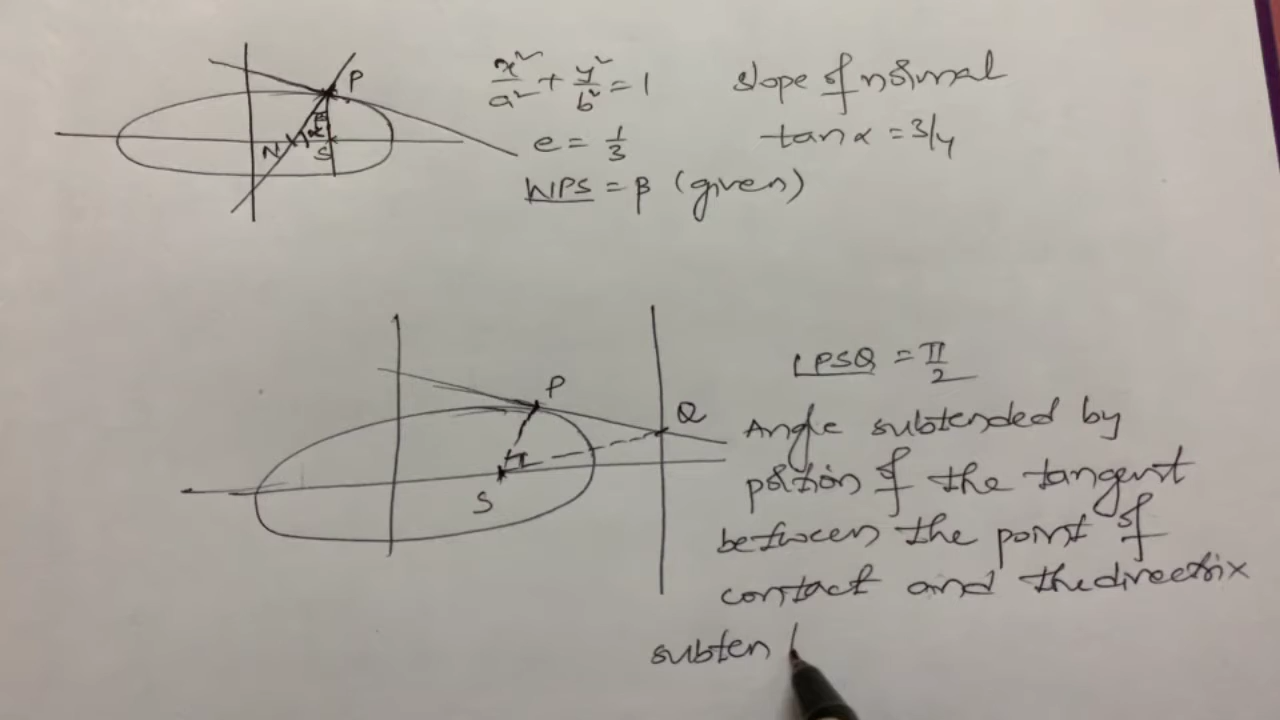 P
N α S
β
x²/a² + y²/b² = 1
e = 1/3
∠NPS = β (given)
slope of normal
tanα = 3/4
P
Q
S
∠PSQ = π/2
Angle subtended by
portion of the tangent
between the point of
contact and the directrix
subten